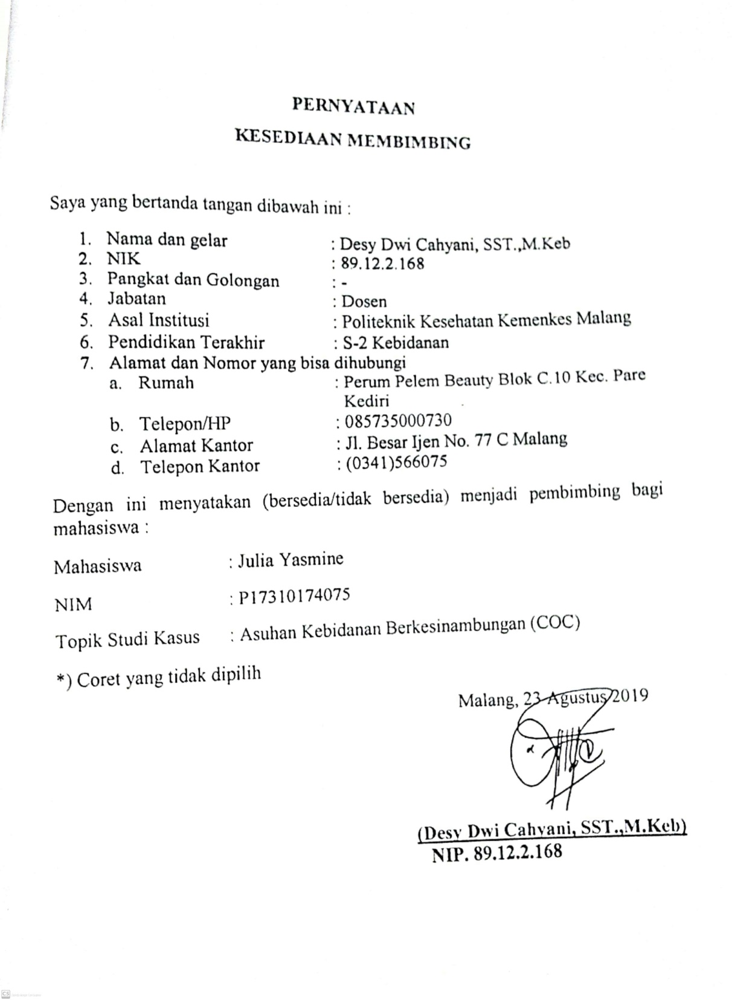 PERNYATAAN
KESEDIAAN MEMBIMBING
Saya yang bertanda tangan dibawah ini :
1. Nama dan gelar : Desy Dwi Cahyani, SST.,M.Keb
2. NIK : 89.12.2.168
3. Pangkat dan Golongan : -
4. Jabatan : Dosen
5. Asal Institusi : Politeknik Kesehatan Kemenkes Malang
6. Pendidikan Terakhir : S-2 Kebidanan
7. Alamat dan Nomor yang bisa dihubungi
a. Rumah : Perum Pelem Beauty Blok C.10 Kec. Pare
Kediri
b. Telepon/HP : 085735000730
c. Alamat Kantor : Jl. Besar Ijen No. 77 C Malang
d. Telepon Kantor : (0341)566075
Dengan ini menyatakan (bersedia/tidak bersedia) menjadi pembimbing bagi
mahasiswa :
Mahasiswa : Julia Yasmine
NIM : P17310174075
Topik Studi Kasus : Asuhan Kebidanan Berkesinambungan (COC)
*) Coret yang tidak dipilih
Malang, 23 Agustus 2019
(Desy Dwi Cahyani, SST.,M.Keb)
NIP. 89.12.2.168
CS